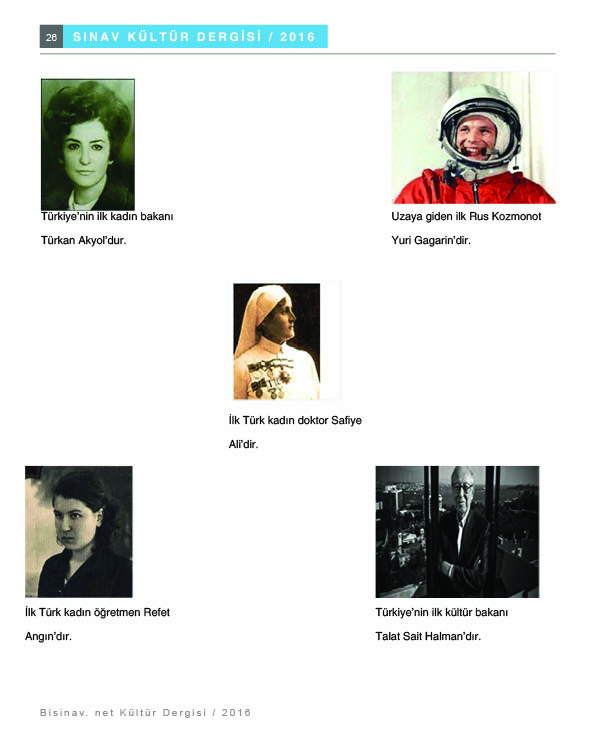 26 SINAV KÜLTÜR DERGİSİ / 2016
Türkiye'nin ilk kadın bakanı
Türkan Akyol'dur.
Uzaya giden ilk Rus Kozmonot
Yuri Gagarin'dir.
İlk Türk kadın doktor Safiye
Ali'dir.
İlk Türk kadın öğretmen Refet
Angın'dır.
Türkiye'nin ilk kültür bakanı
Talat Sait Halman'dır.
Bisinav. net Kültür Dergisi / 2016